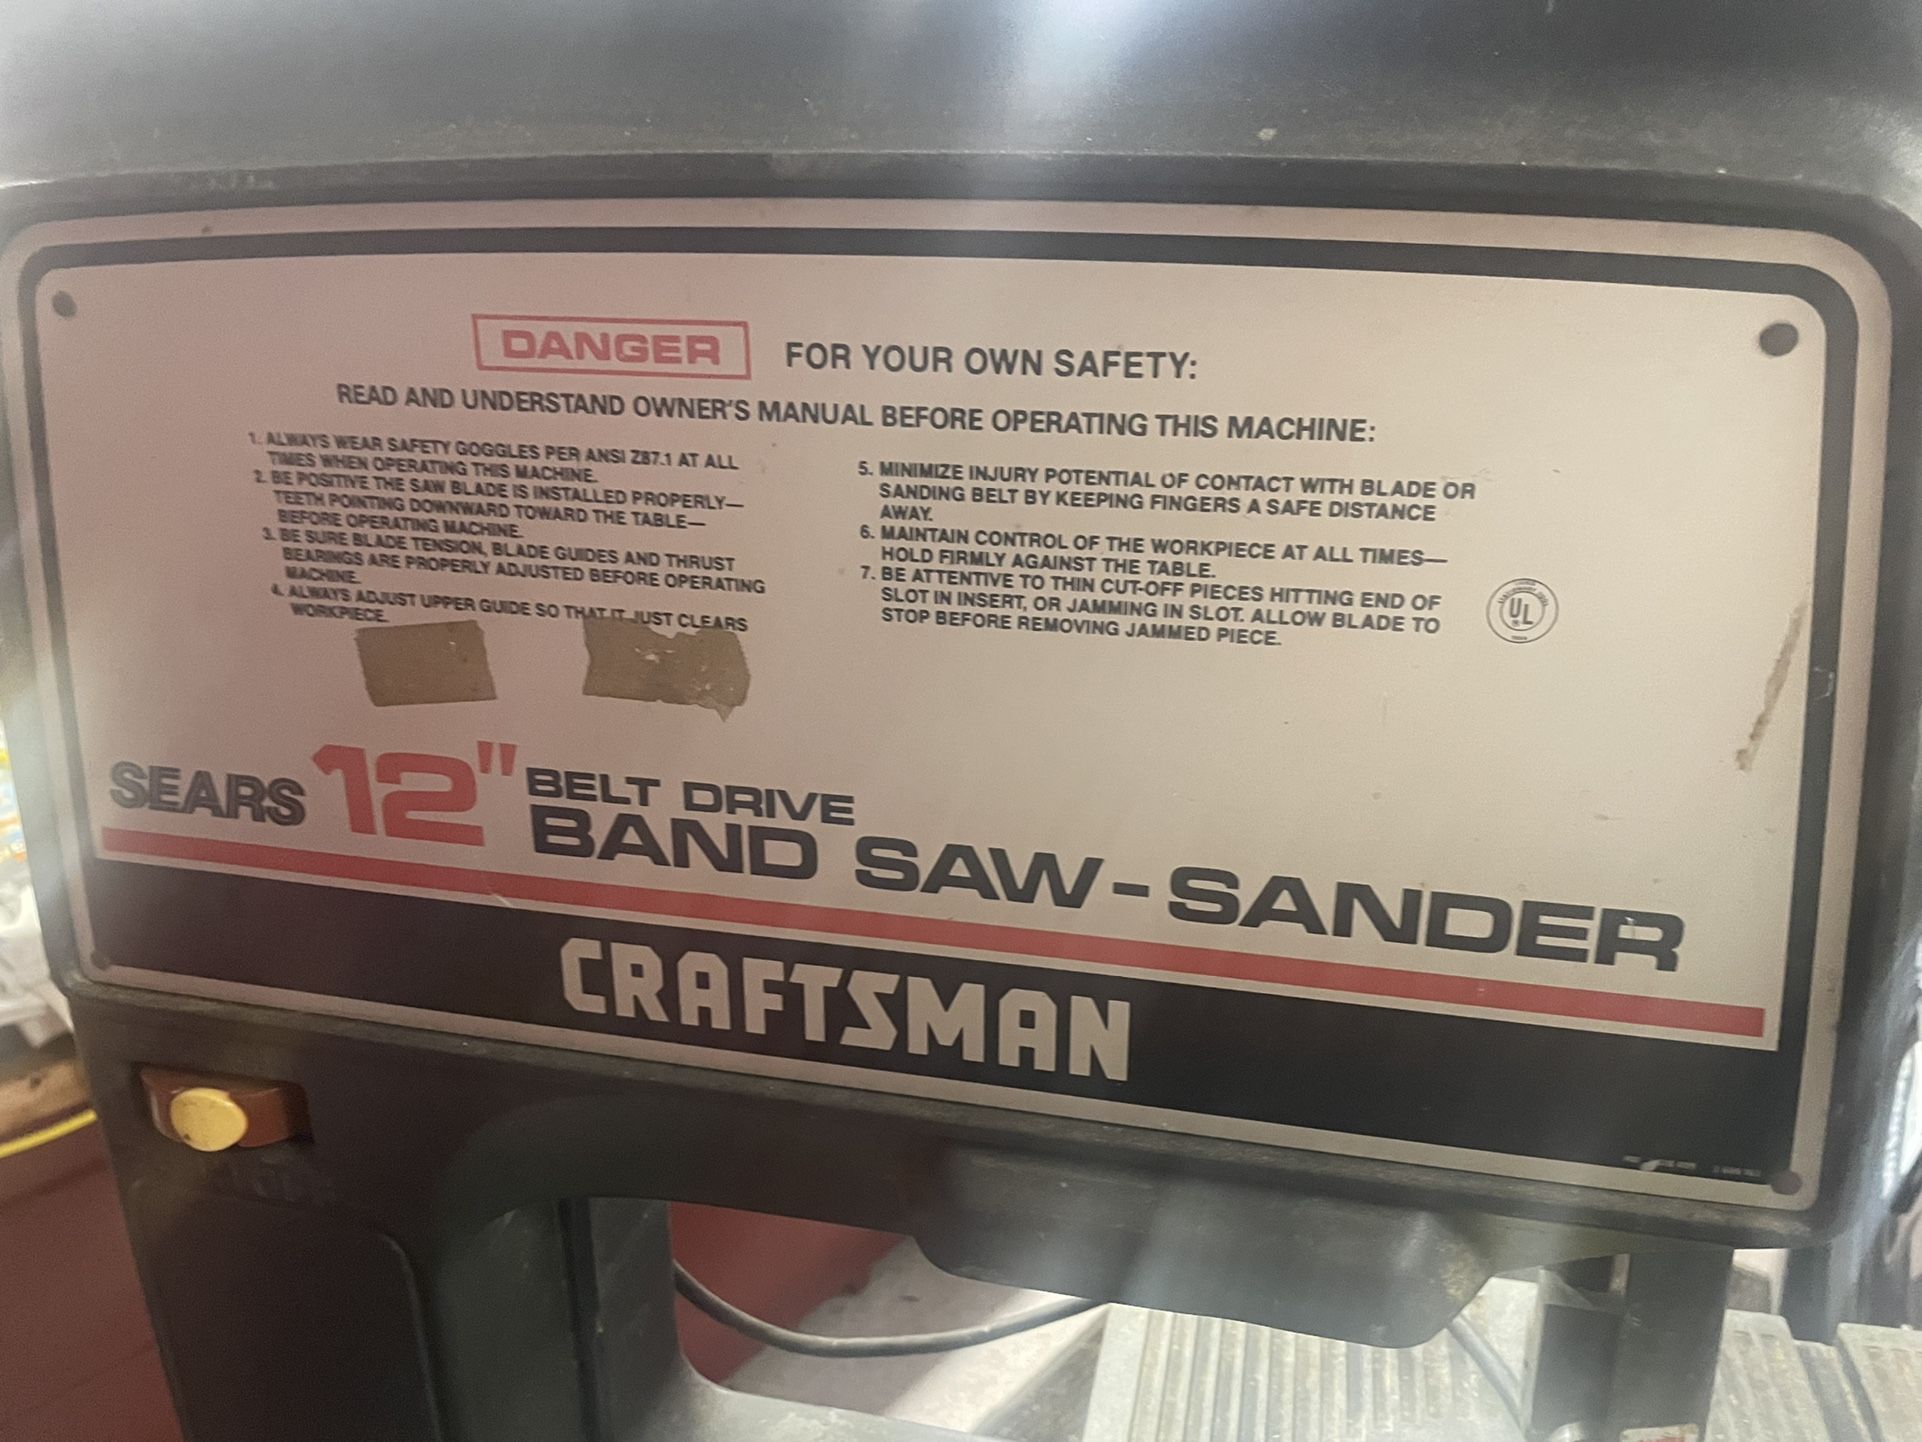 DANGER FOR YOUR OWN SAFETY:
READ AND UNDERSTAND OWNER'S MANUAL BEFORE OPERATING THIS MACHINE:
1. ALWAYS WEAR SAFETY GOGGLES PER ANSI Z87.1 AT ALL
TIMES WHEN OPERATING THIS MACHINE.
2. BE POSITIVE THE SAW BLADE IS INSTALLED PROPERLY—
TEETH POINTING DOWNWARD TOWARD THE TABLE—
BEFORE OPERATING MACHINE.
3. BE SURE BLADE TENSION, BLADE GUIDES AND THRUST
BEARINGS ARE PROPERLY ADJUSTED BEFORE OPERATING
MACHINE.
4. ALWAYS ADJUST UPPER GUIDE SO THAT IT JUST CLEARS
WORKPIECE.
5. MINIMIZE INJURY POTENTIAL OF CONTACT WITH BLADE OR
SANDING BELT BY KEEPING FINGERS A SAFE DISTANCE
AWAY.
6. MAINTAIN CONTROL OF THE WORKPIECE AT ALL TIMES—
HOLD FIRMLY AGAINST THE TABLE.
7. BE ATTENTIVE TO THIN CUT-OFF PIECES HITTING END OF
SLOT IN INSERT, OR JAMMING IN SLOT. ALLOW BLADE TO
STOP BEFORE REMOVING JAMMED PIECE.
UL
SEARS 12" BELT DRIVE
BAND SAW-SANDER
CRAFTSMAN